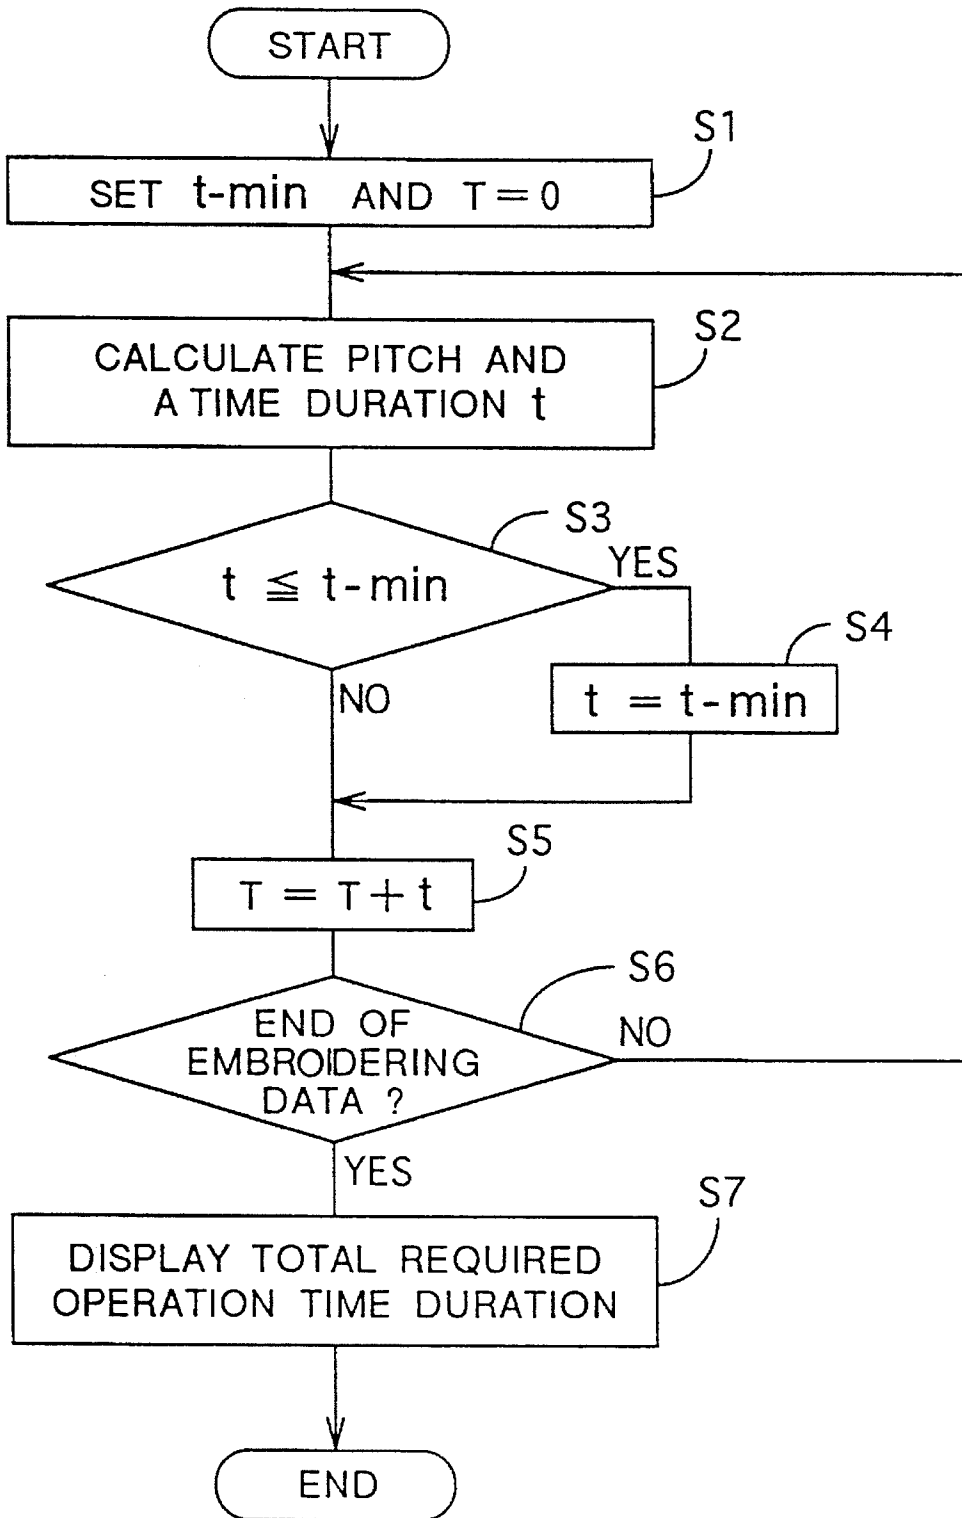 START
S1
SET t-min AND T=0
S2
CALCULATE PITCH AND
A TIME DURATION t
S3
t ≦ t-min
YES
S4
t = t-min
NO
S5
T = T + t
S6
END OF
EMBROIDERING
DATA ?
NO
YES
S7
DISPLAY TOTAL REQUIRED
OPERATION TIME DURATION
END